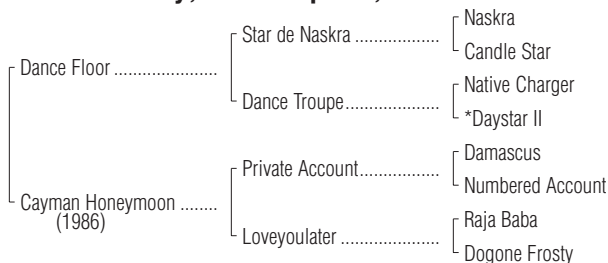 Naskra
Star de Naskra ...................
Candle Star
Dance Floor .......................
Native Charger
Dance Troupe.....................
*Daystar II
Damascus
Private Account..................
Numbered Account
Cayman Honeymoon ........
(1986)
Raja Baba
Loveyoulater ......................
Dogone Frosty